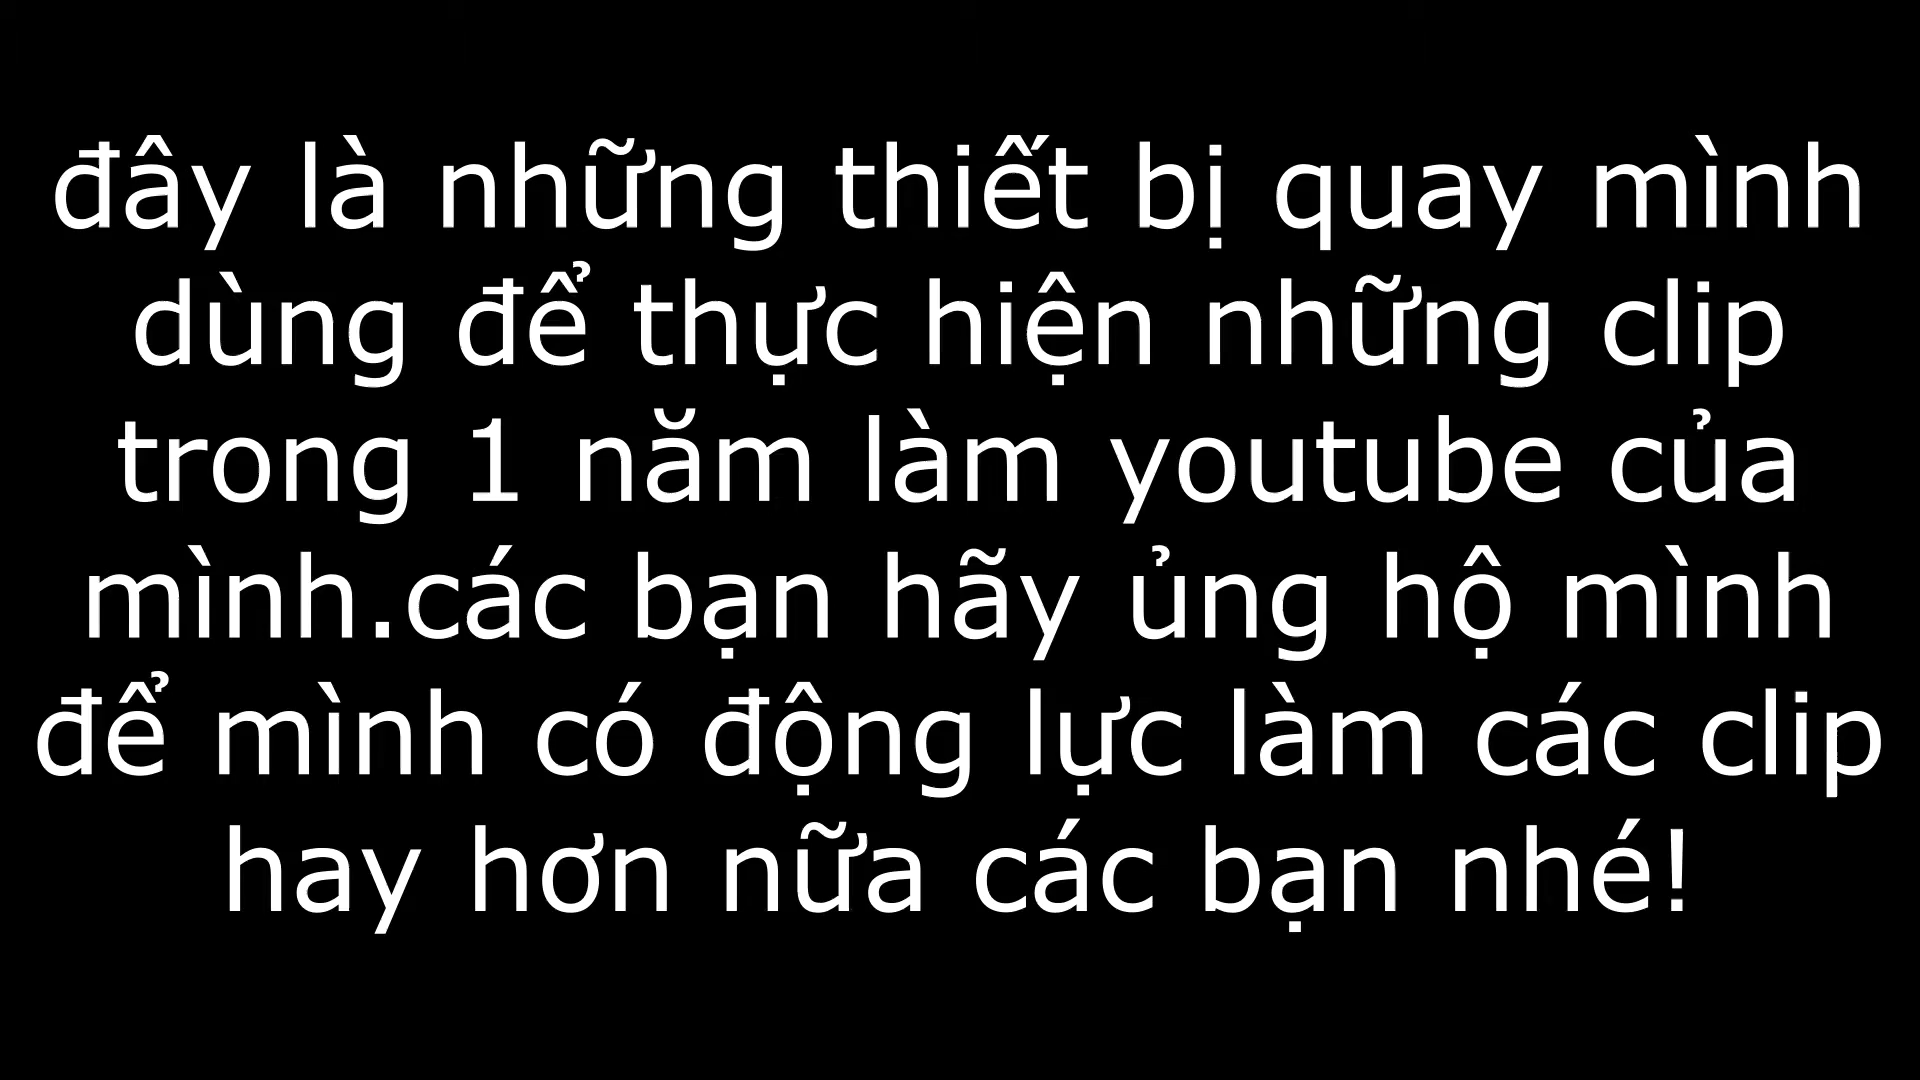 đây là những thiết bị quay mình
dùng để thực hiện những clip
trong 1 năm làm youtube của
mình.các bạn hãy ủng hộ mình
để mình có động lực làm các clip
hay hơn nữa các bạn nhé!